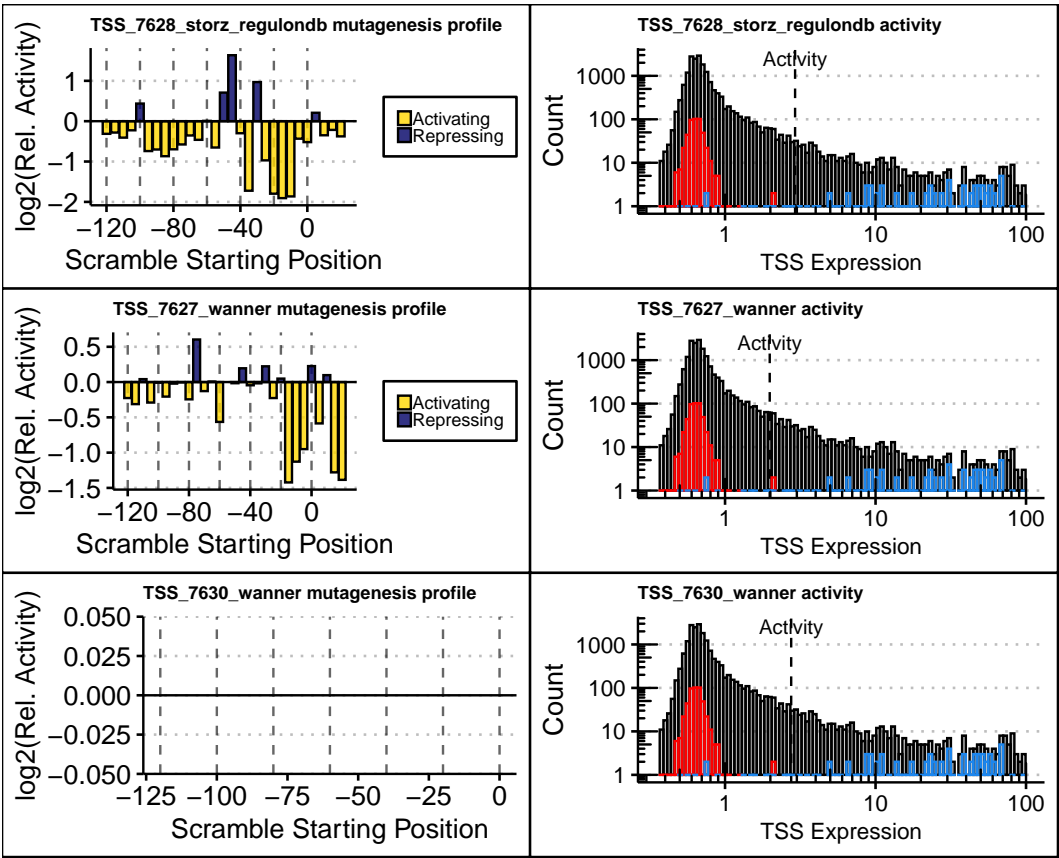 TSS_7628_storz_regulondb mutagenesis profile
log2(Rel. Activity)
1
0
−1
−2
−120 −80 −40 0
Scramble Starting Position
Activating
Repressing
TSS_7628_storz_regulondb activity
Activity
Count
1000
100
10
1
1 10 100
TSS Expression
TSS_7627_wanner mutagenesis profile
log2(Rel. Activity)
0.5
0.0
−0.5
−1.0
−1.5
−120 −80 −40 0
Scramble Starting Position
Activating
Repressing
TSS_7627_wanner activity
Activity
Count
1000
100
10
1
1 10 100
TSS Expression
TSS_7630_wanner mutagenesis profile
log2(Rel. Activity)
0.050
0.025
0.000
−0.025
−0.050
−125 −100 −75 −50 −25 0
Scramble Starting Position
TSS_7630_wanner activity
Activity
Count
1000
100
10
1
1 10 100
TSS Expression